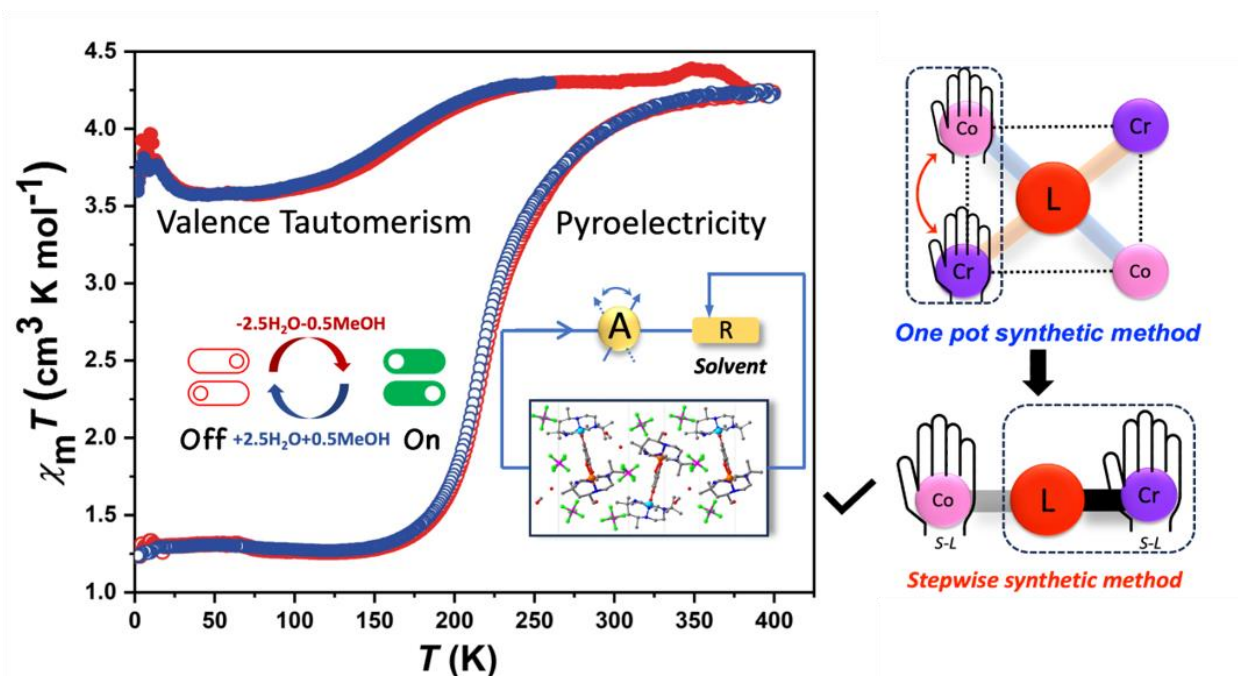 4.5
4.0
3.5
3.0
2.5
2.0
1.5
1.0
χmT (cm³ K mol⁻¹)
0 50 100 150 200 250 300 350 400
T (K)
Valence Tautomerism
Pyroelectricity
-2.5H₂O-0.5MeOH
Off +2.5H₂O+0.5MeOH On
A
R
Solvent
Co
Cr
L
Cr
Co
One pot synthetic method
Co
L
Cr
S-L
S-L
Stepwise synthetic method